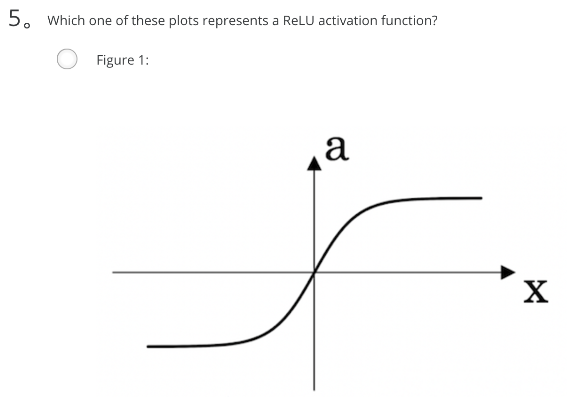 5。 Which one of these plots represents a ReLU activation function?
Figure 1:
a
x